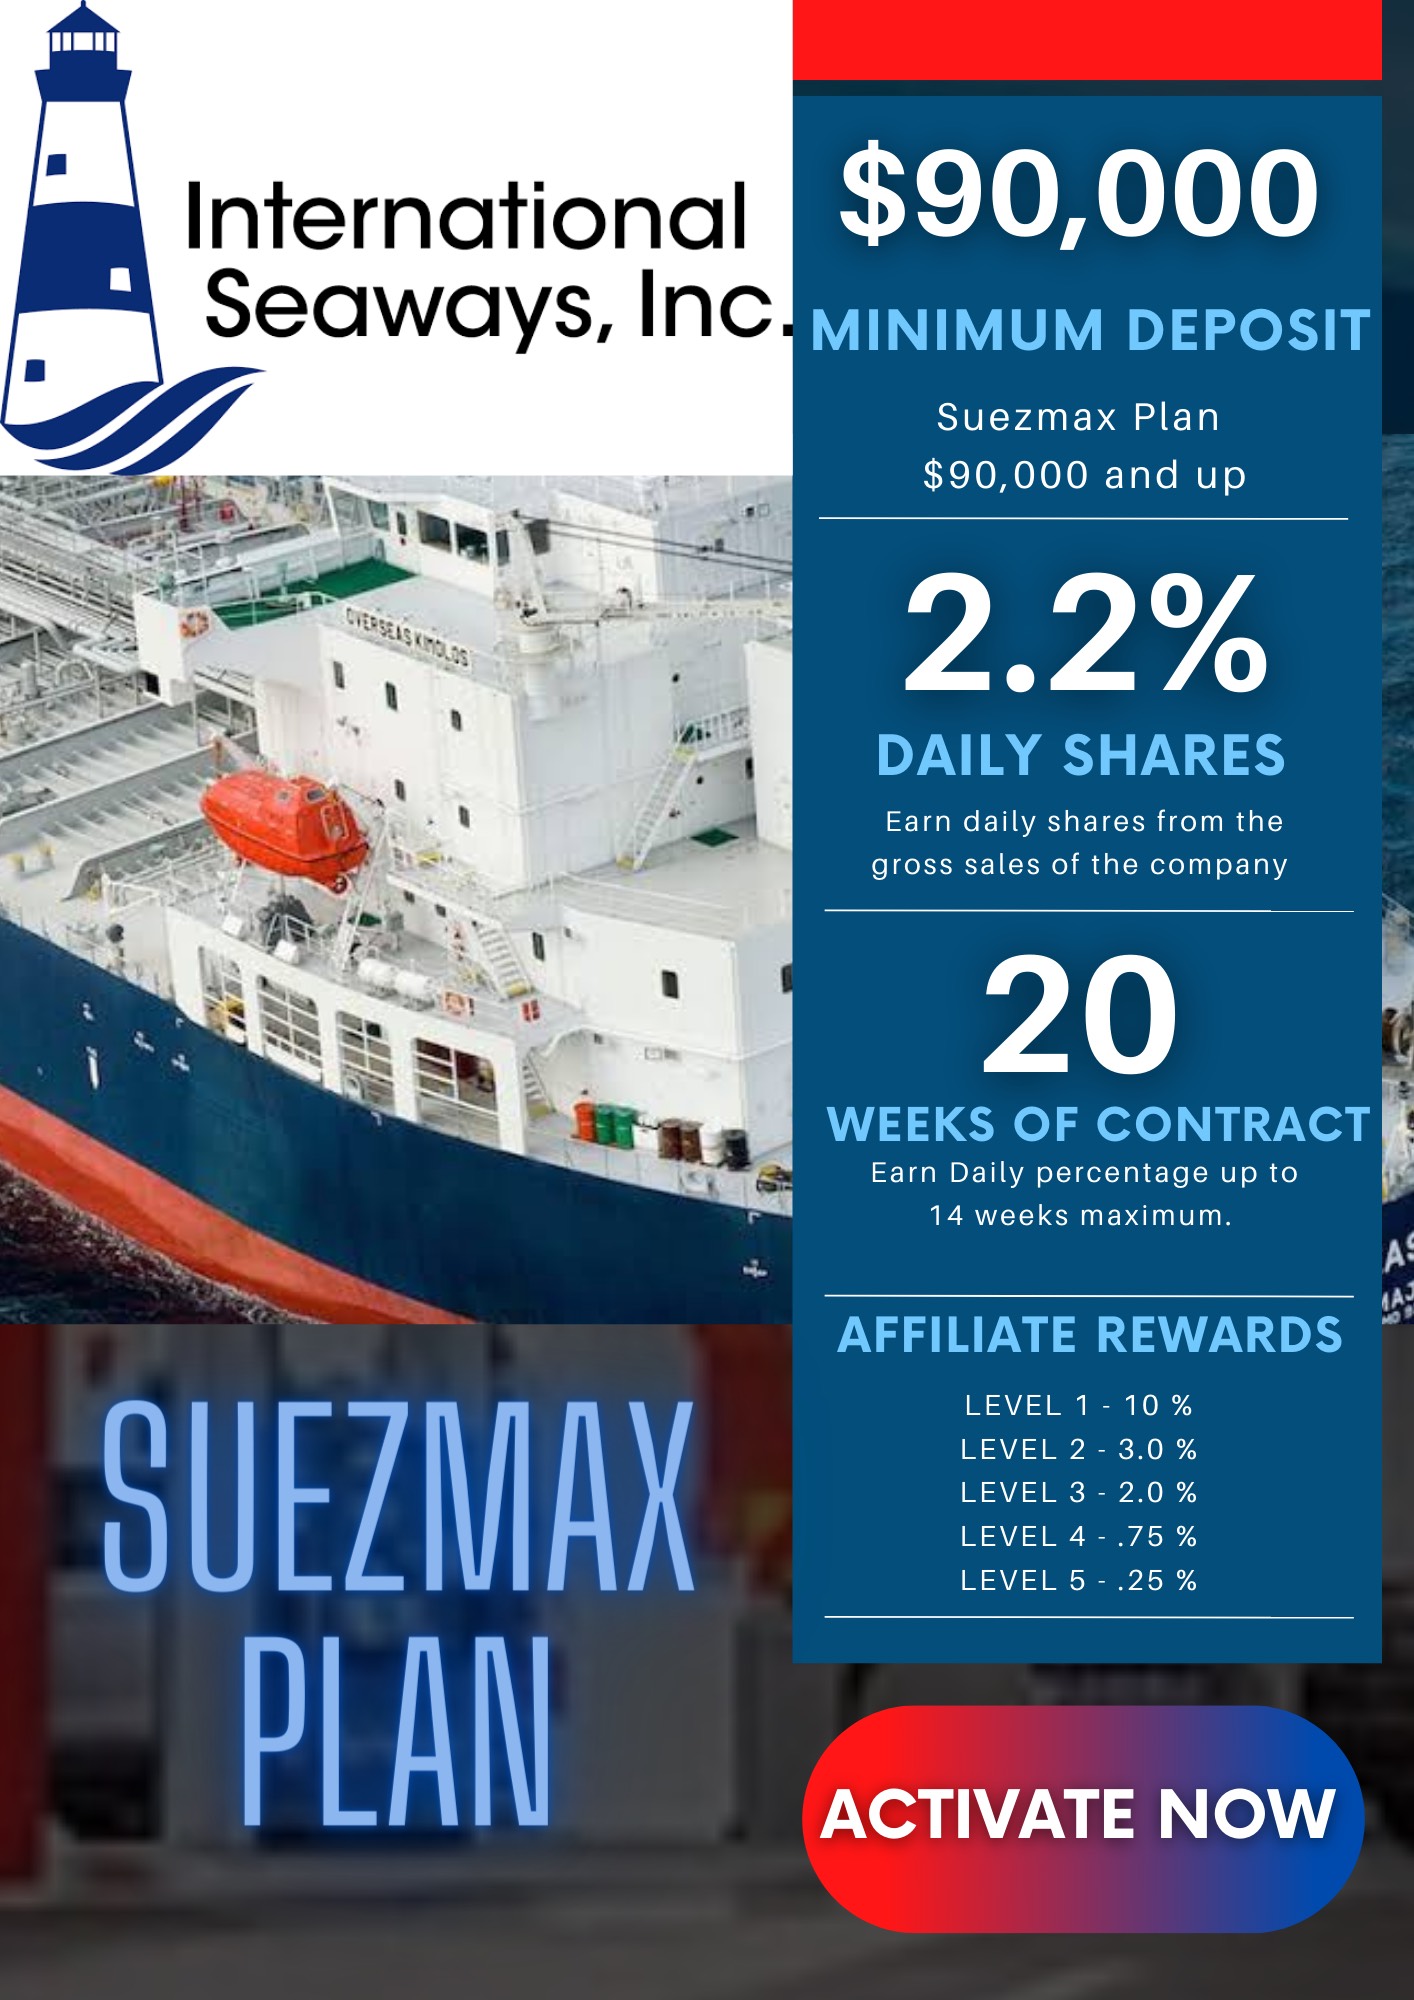 International
Seaways, Inc.
OVERSEAS KIMOLOS
SUEZMAX
PLAN
$90,000
MINIMUM DEPOSIT
Suezmax Plan
$90,000 and up
2.2%
DAILY SHARES
Earn daily shares from the
gross sales of the company
20
WEEKS OF CONTRACT
Earn Daily percentage up to
14 weeks maximum.
AFFILIATE REWARDS
LEVEL 1 - 10 %
LEVEL 2 - 3.0 %
LEVEL 3 - 2.0 %
LEVEL 4 - .75 %
LEVEL 5 - .25 %
ACTIVATE NOW